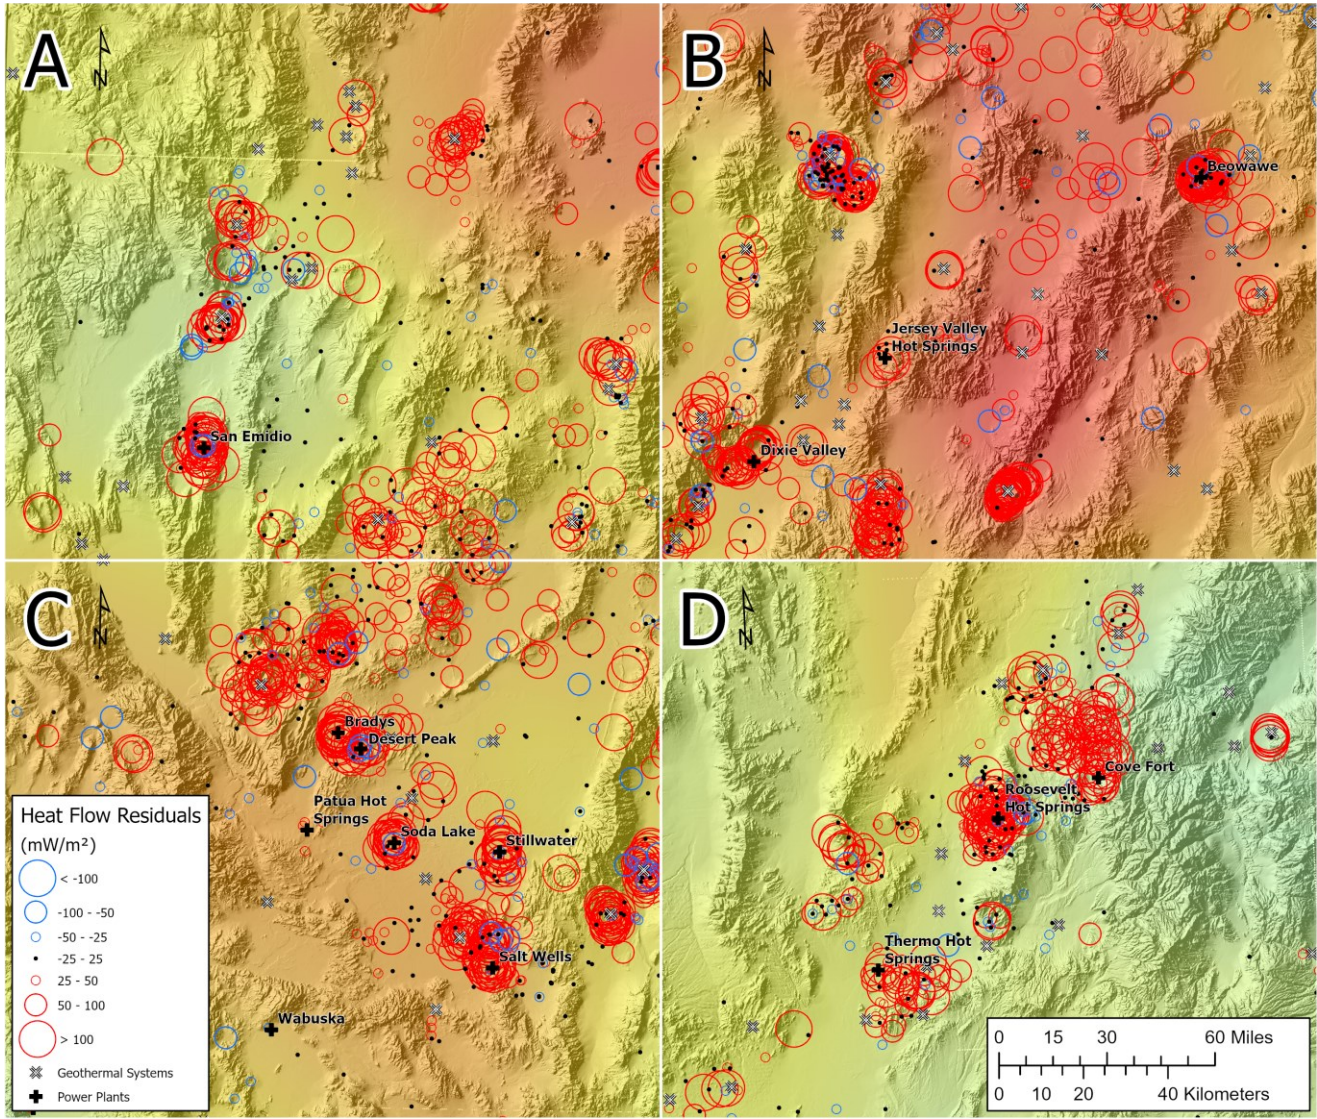 A
N
San Emidio
B
N
Beowawe
Jersey Valley
Hot Springs
Dixie Valley
C
N
Bradys
Desert Peak
Patua Hot
Springs
Soda Lake
Stillwater
Salt Wells
Wabuska
Heat Flow Residuals
(mW/m²)
< -100
-100 - -50
-50 - -25
-25 - 25
25 - 50
50 - 100
> 100
Geothermal Systems
Power Plants
D
N
Cove Fort
Roosevelt
Hot Springs
Thermo Hot
Springs
0 15 30 60 Miles
0 10 20 40 Kilometers